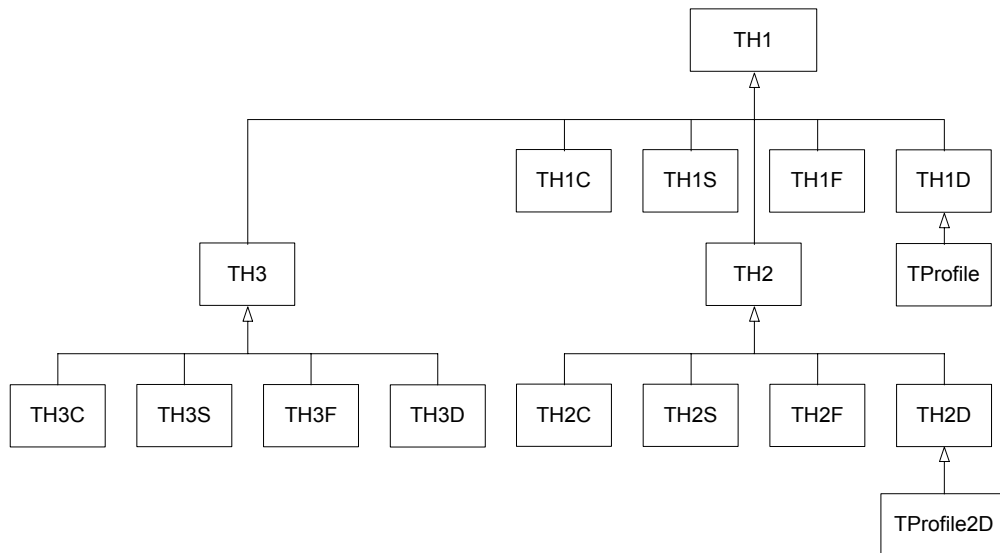 TH1
TH1C
TH1S
TH1F
TH1D
TH3
TH2
TProfile
TH3C
TH3S
TH3F
TH3D
TH2C
TH2S
TH2F
TH2D
TProfile2D